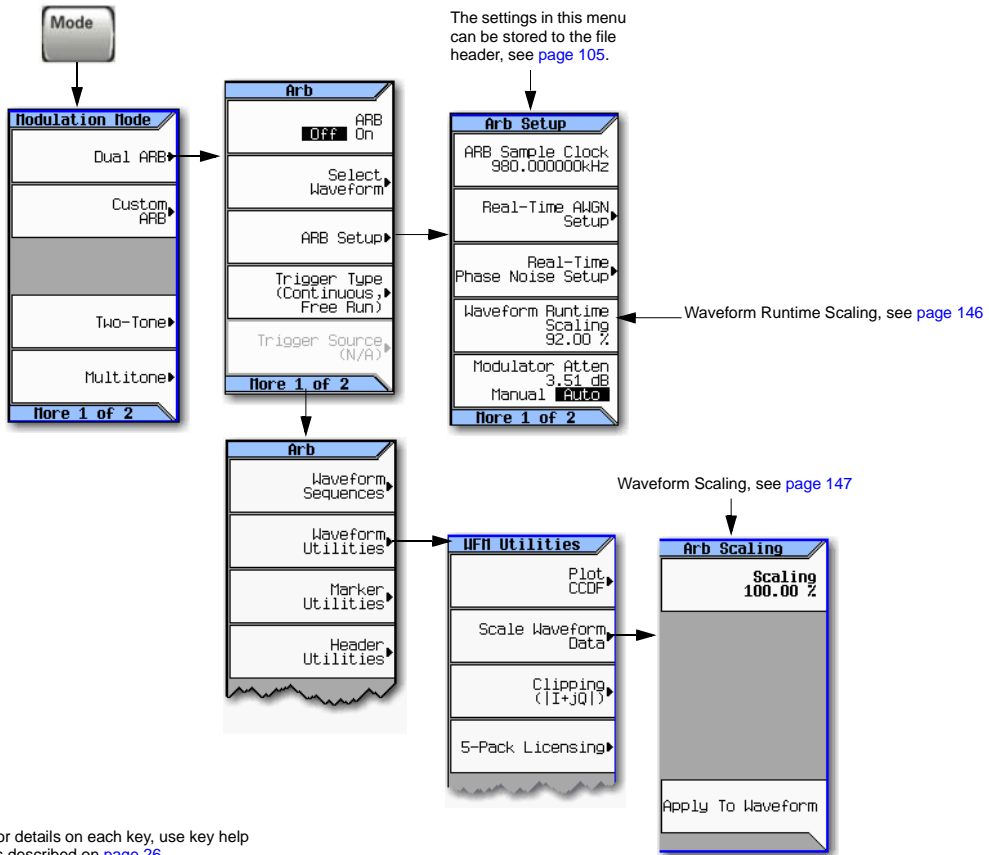 Mode
The settings in this menu
can be stored to the file
header, see page 105.
Modulation Mode
Dual ARB
Custom
ARB
Two-Tone
Multitone
More 1 of 2
Arb
ARB
Off On
Select
Waveform
ARB Setup
Trigger Type
(Continuous,
Free Run)
Trigger Source
(N/A)
More 1 of 2
Arb Setup
ARB Sample Clock
980.000000kHz
Real-Time AWGN
Setup
Real-Time
Phase Noise Setup
Waveform Runtime
Scaling
92.00 %
Modulator Atten
3.51 dB
Manual Auto
More 1 of 2
Waveform Runtime Scaling, see page 146
Arb
Waveform
Sequences
Waveform
Utilities
Marker
Utilities
Header
Utilities
WFM Utilities
Plot
CCDF
Scale Waveform
Data
Clipping
(|I+jQ|)
5-Pack Licensing
Waveform Scaling, see page 147
Arb Scaling
Scaling
100.00 %
Apply To Waveform
or details on each key, use key help
described on page 26